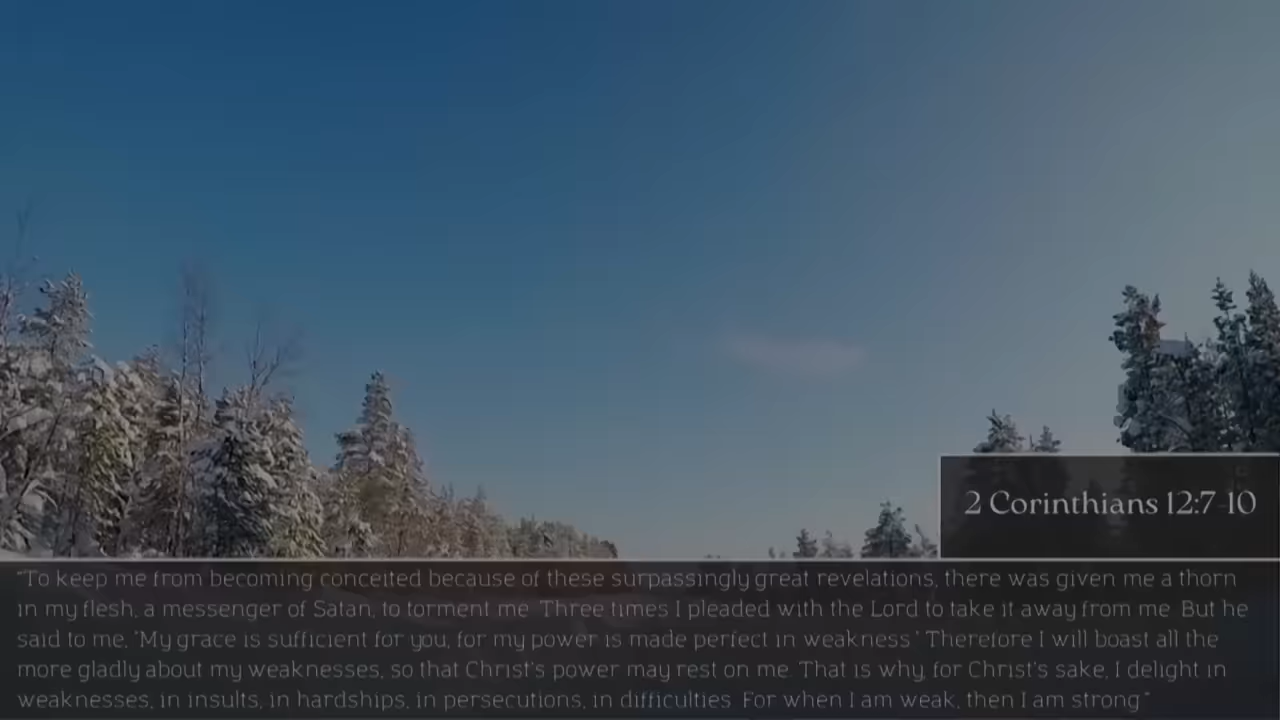 2 Corinthians 12:7-10
"To keep me from becoming conceited because of these surpassingly great revelations, there was given me a thorn
in my flesh, a messenger of Satan, to torment me. Three times I pleaded with the Lord to take it away from me. But he
said to me, "My grace is sufficient for you, for my power is made perfect in weakness." Therefore I will boast all the
more gladly about my weaknesses, so that Christ's power may rest on me. That is why, for Christ's sake, I delight in
weaknesses, in insults, in hardships, in persecutions, in difficulties. For when I am weak, then I am strong."